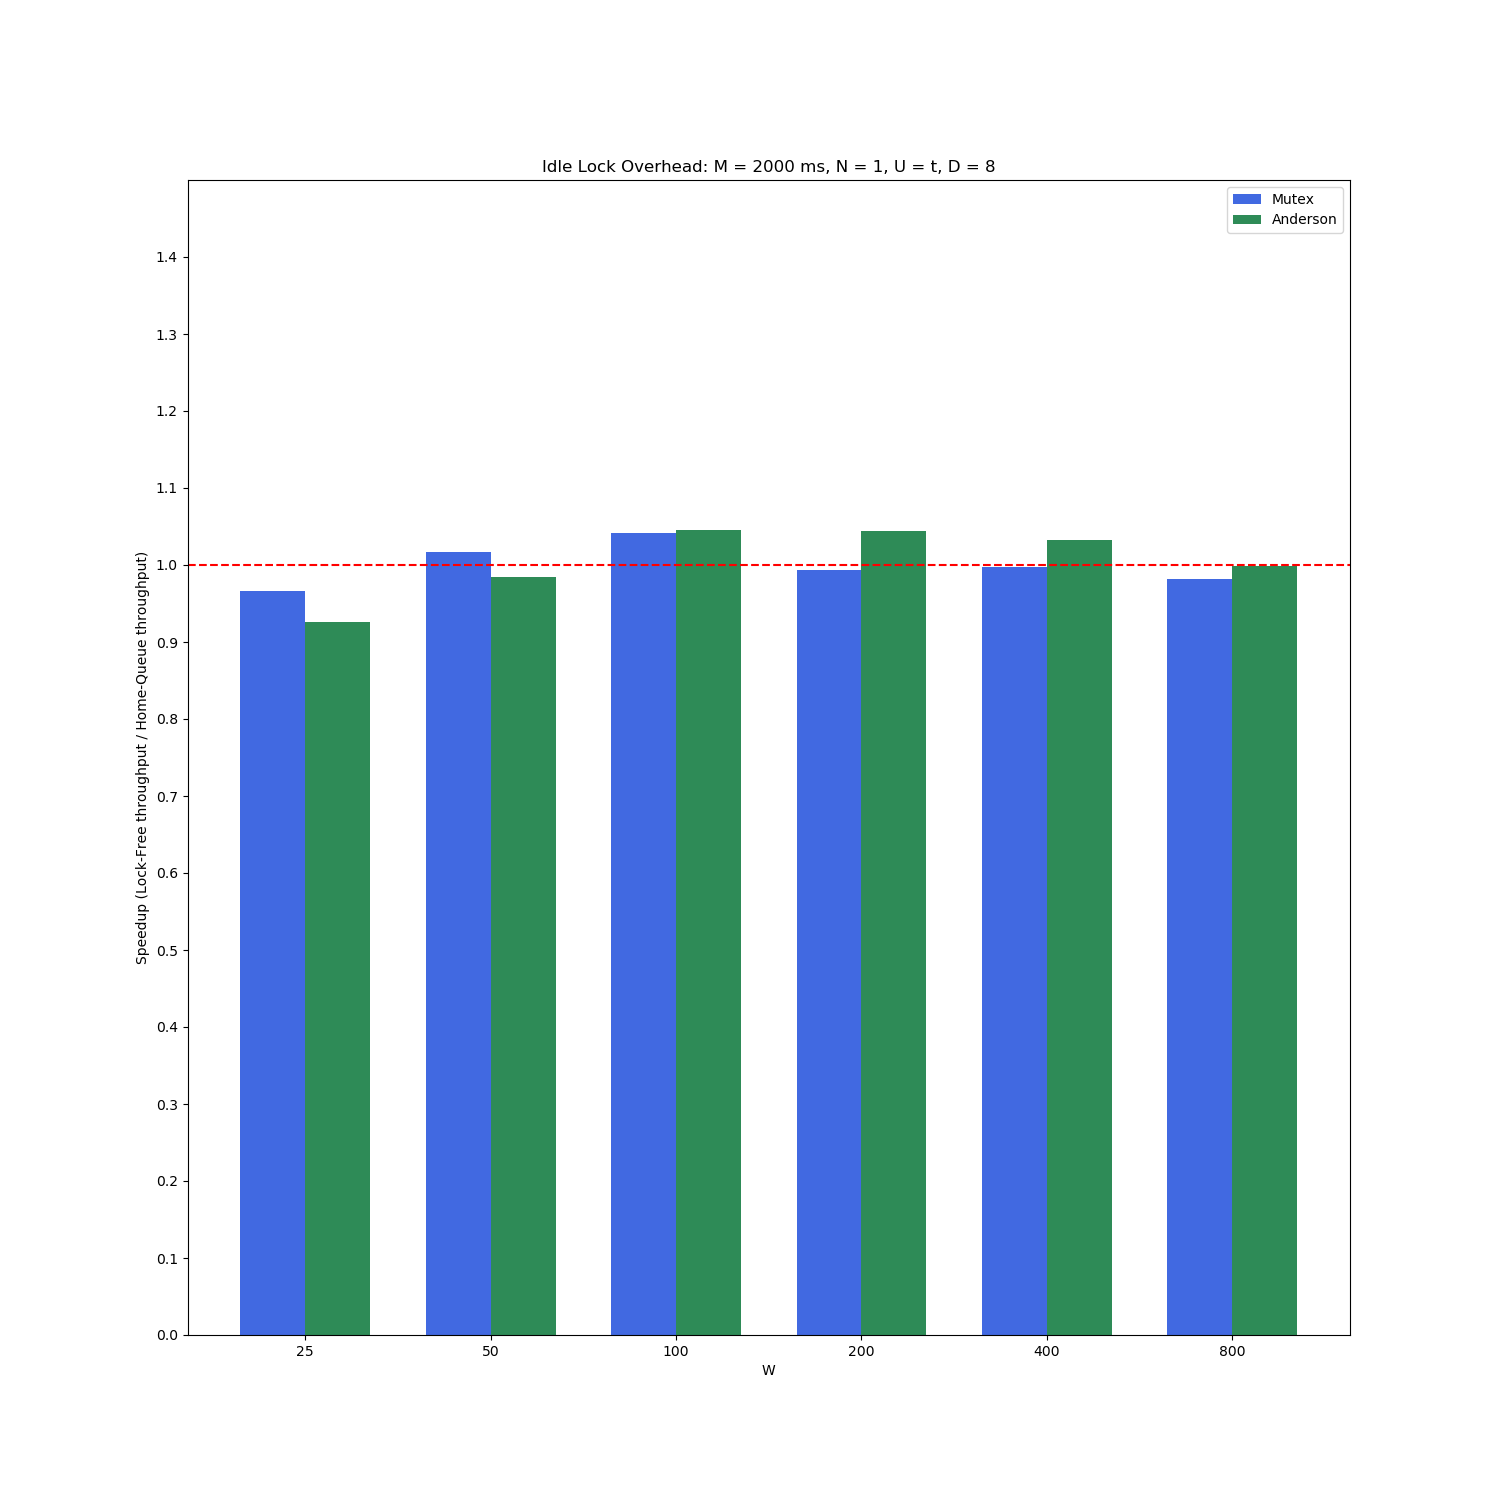 Idle Lock Overhead: M = 2000 ms, N = 1, U = t, D = 8
Mutex
Anderson
Speedup (Lock-Free throughput / Home-Queue throughput)
1.4
1.3
1.2
1.1
1.0
0.9
0.8
0.7
0.6
0.5
0.4
0.3
0.2
0.1
0.0
25 50 100 200 400 800
W